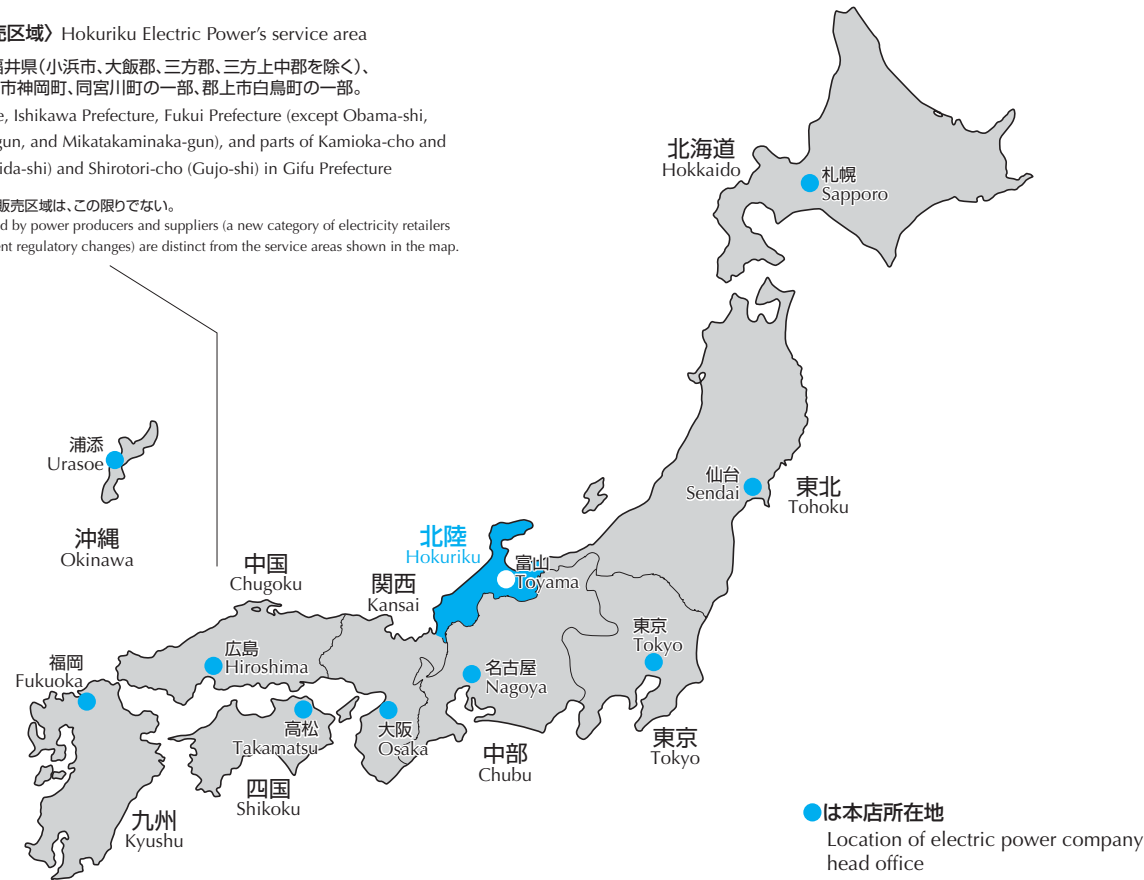 売区域〉 Hokuriku Electric Power's service area
福井県（小浜市、大飯郡、三方郡、三方上中郡を除く）、
市神岡町、同宮川町の一部、郡上市白鳥町の一部。
e, Ishikawa Prefecture, Fukui Prefecture (except Obama-shi,
gun, and Mikatakaminaka-gun), and parts of Kamioka-cho and
ida-shi) and Shirotori-cho (Gujo-shi) in Gifu Prefecture
販売区域は、この限りでない。
d by power producers and suppliers (a new category of electricity retailers
ent regulatory changes) are distinct from the service areas shown in the map.
北海道
Hokkaido
札幌
Sapporo
浦添
Urasoe
沖縄
Okinawa
仙台
Sendai
東北
Tohoku
北陸
Hokuriku
富山
Toyama
中国
Chugoku
関西
Kansai
広島
Hiroshima
福岡
Fukuoka
東京
Tokyo
名古屋
Nagoya
高松
Takamatsu
大阪
Osaka
中部
Chubu
東京
Tokyo
四国
Shikoku
九州
Kyushu
は本店所在地
Location of electric power company
head office